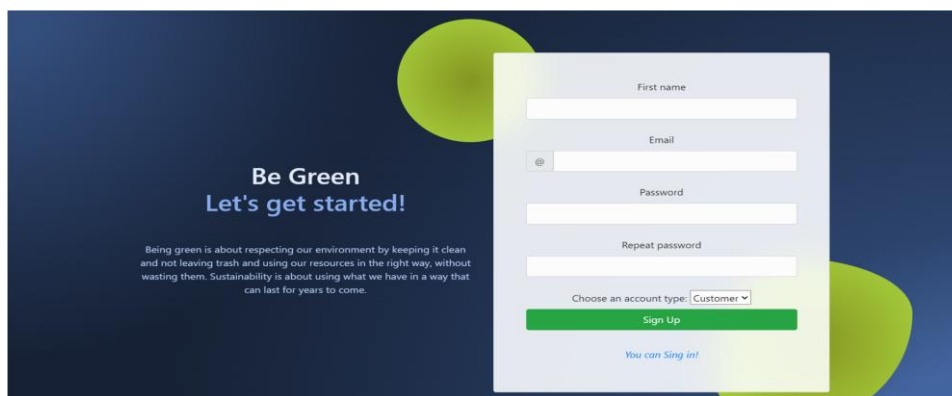 Be Green
Let's get started!
Being green is about respecting our environment by keeping it clean
and not leaving trash and using our resources in the right way, without
wasting them. Sustainability is about using what we have in a way that
can last for years to come.
First name
Email
@
Password
Repeat password
Choose an account type: Customer
Sign Up
You can Sing in!